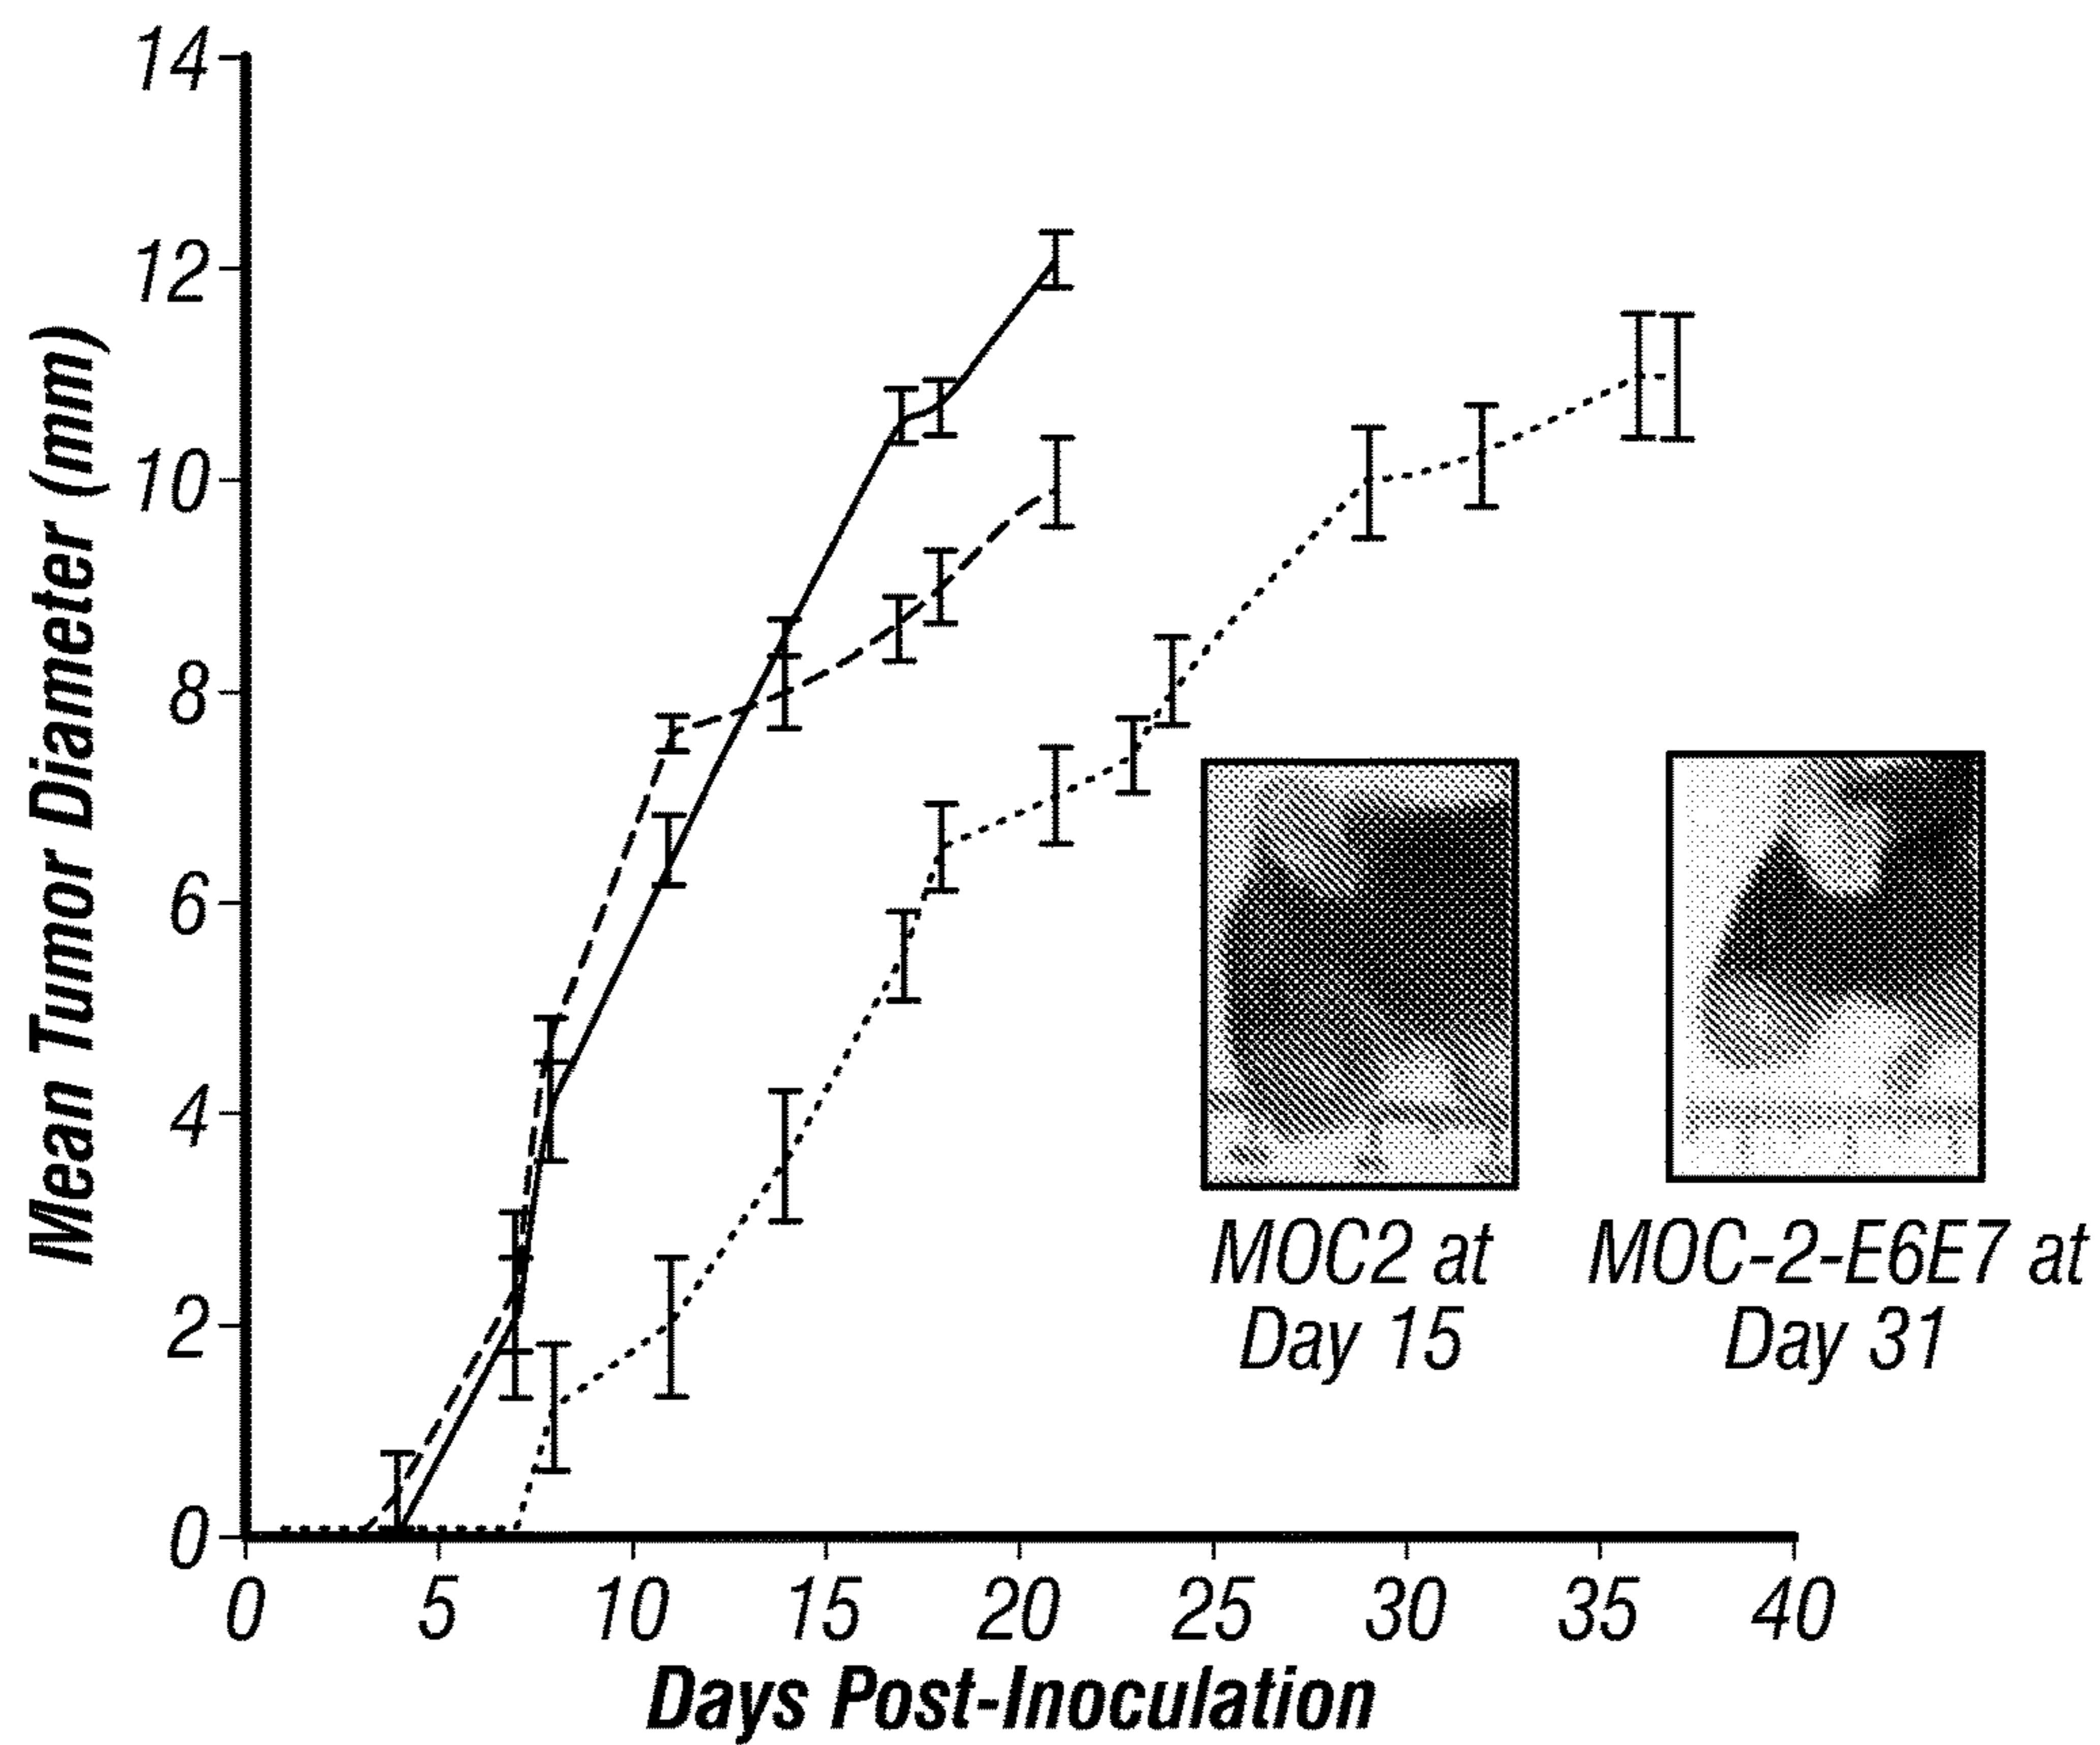 Mean Tumor Diameter (mm)
14
12
10
8
6
4
2
0
0 5 10 15 20 25 30 35 40
Days Post-Inoculation
MOC2 at
Day 15
MOC-2-E6E7 at
Day 31